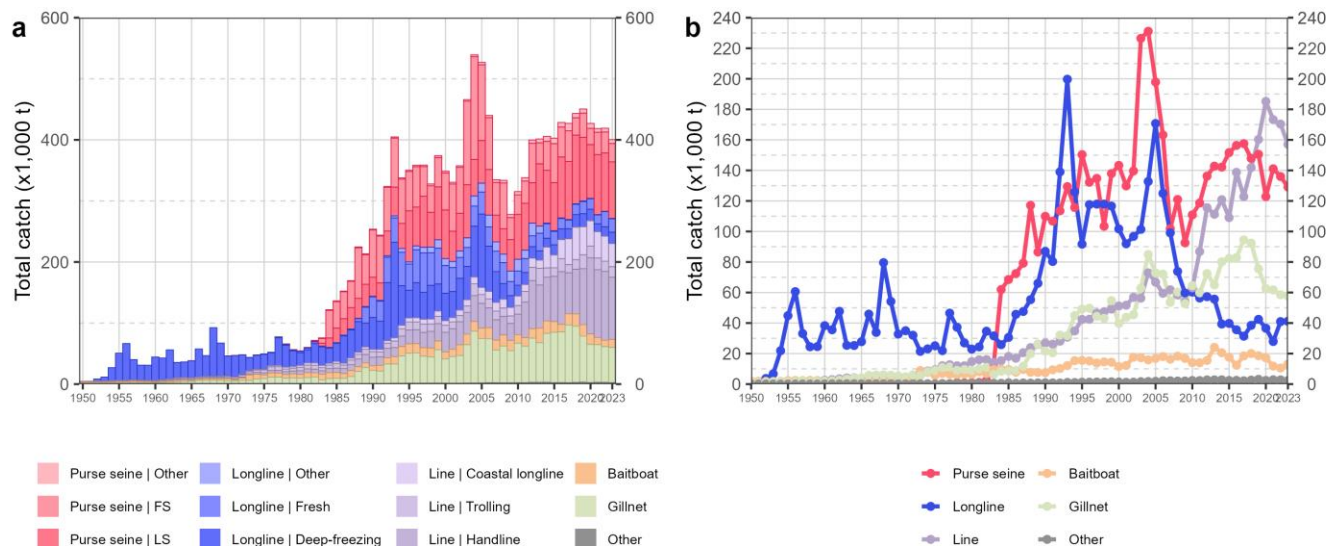 a
b
Total catch (x1,000 t)
600
400
200
0
600
400
200
0
1950 1955 1960 1965 1970 1975 1980 1985 1990 1995 2000 2005 2010 2015 20202023
Total catch (x1,000 t)
240
220
200
180
160
140
120
100
80
60
40
20
0
240
220
200
180
160
140
120
100
80
60
40
20
0
1950 1955 1960 1965 1970 1975 1980 1985 1990 1995 2000 2005 2010 2015 2020 2023
Purse seine | Other
Longline | Other
Line | Coastal longline
Baitboat
Purse seine | FS
Longline | Fresh
Line | Trolling
Gillnet
Purse seine | LS
Longline | Deep-freezing
Line | Handline
Other
Purse seine
Baitboat
Longline
Gillnet
Line
Other